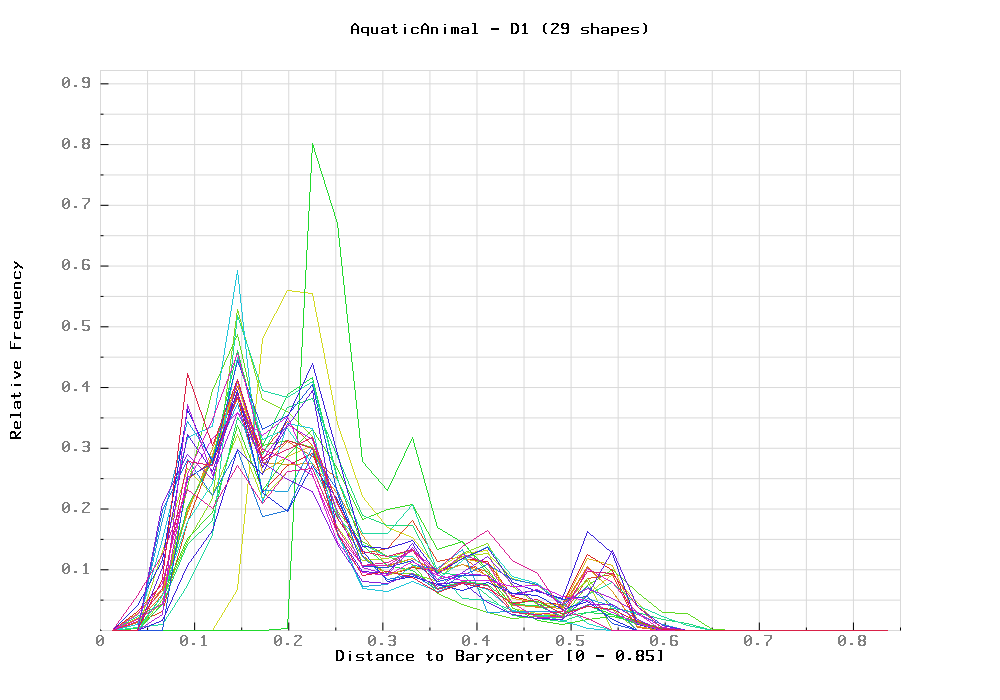 AquaticAnimal - D1 (29 shapes)
0.9
0.8
0.7
0.6
0.5
0.4
0.3
0.2
0.1
Relative Frequency
0 0.1 0.2 0.3 0.4 0.5 0.6 0.7 0.8
Distance to Barycenter [0 - 0.85]